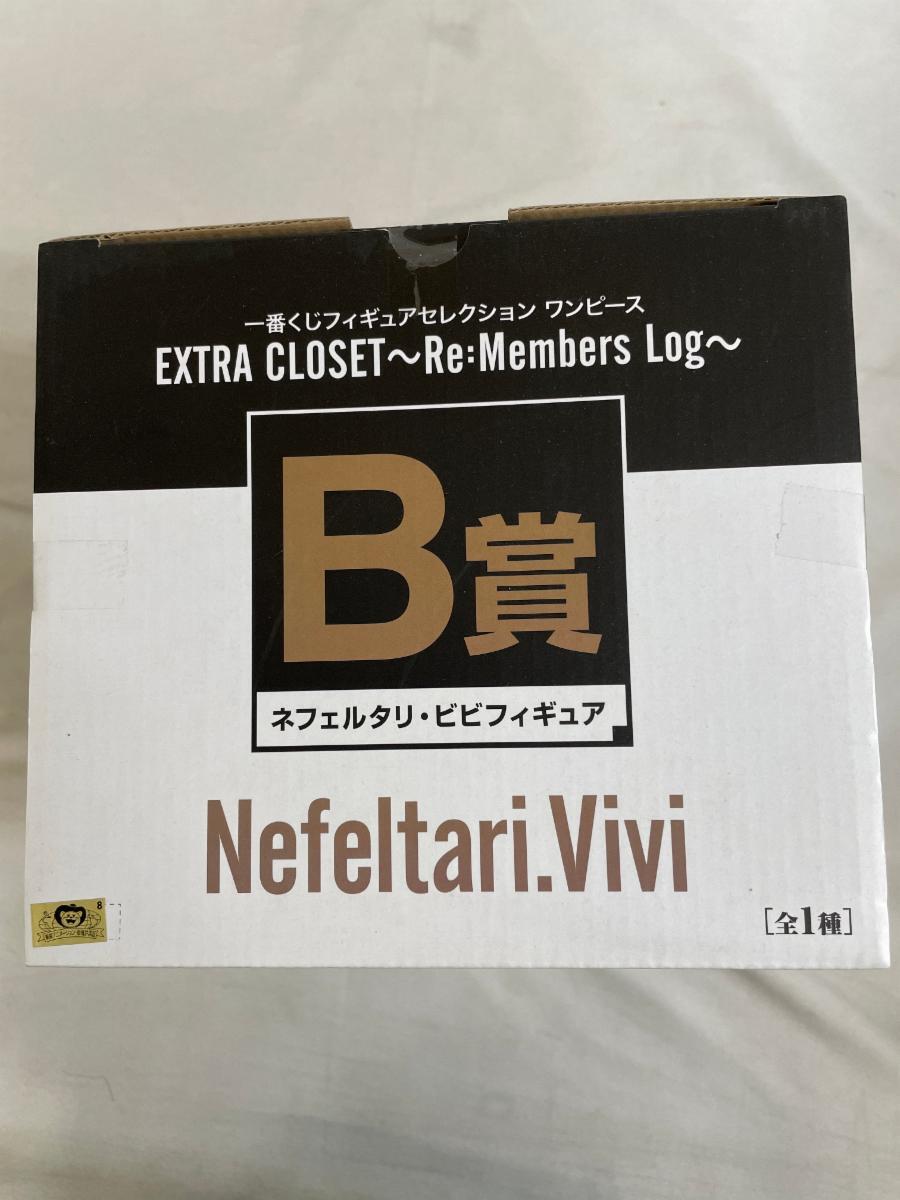 一番くじフィギュアセレクション ワンピース
EXTRA CLOSET～Re:Members Log～
B賞
ネフェルタリ・ビビフィギュア
Nefeltari.Vivi
8
[全1種]